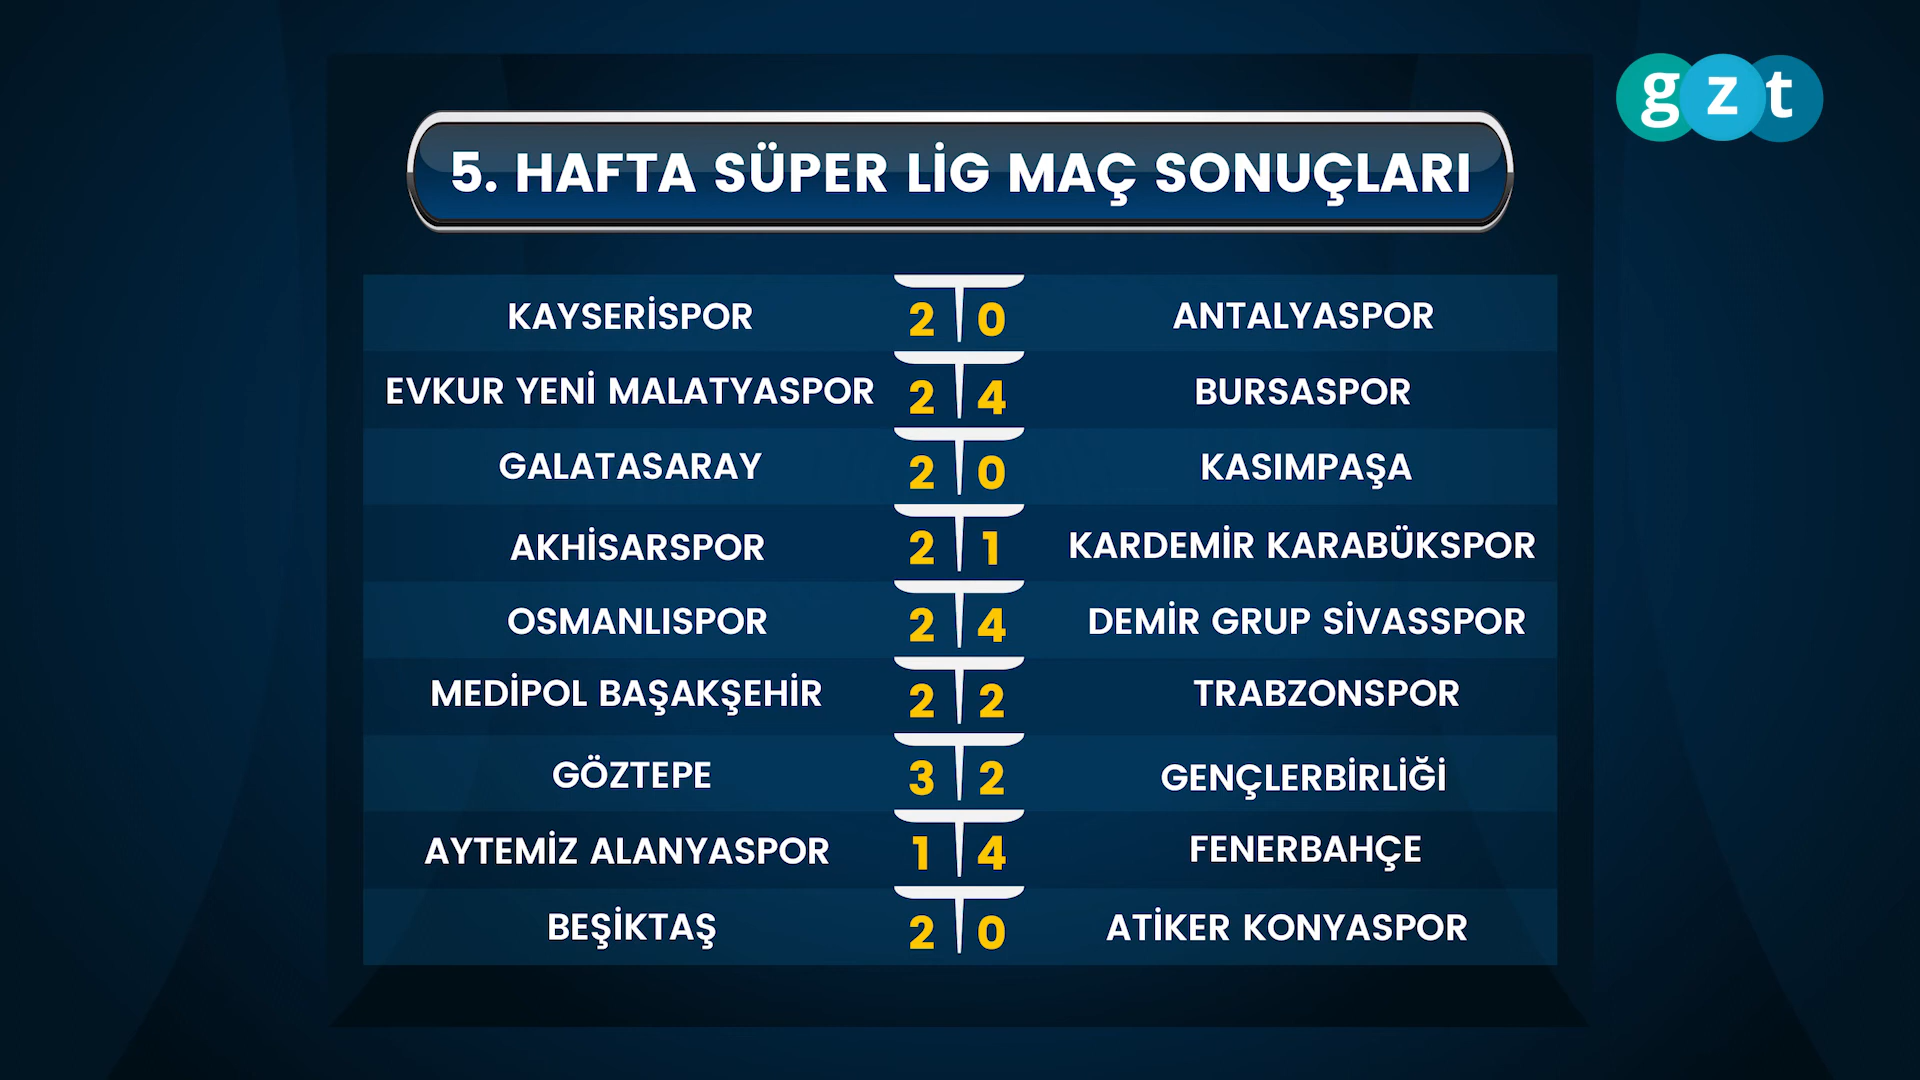 gzt
5. HAFTA SÜPER LİG MAÇ SONUÇLARI
KAYSERİSPOR 2 0 ANTALYASPOR
EVKUR YENİ MALATYASPOR 2 4 BURSASPOR
GALATASARAY 2 0 KASIMPAŞA
AKHİSARSPOR 2 1 KARDEMİR KARABÜKSPOR
OSMANLISPOR 2 4 DEMİR GRUP SİVASSPOR
MEDİPOL BAŞAKŞEHİR 2 2 TRABZONSPOR
GÖZTEPE 3 2 GENÇLERBİRLİĞİ
AYTEMİZ ALANYASPOR 1 4 FENERBAHÇE
BEŞİKTAŞ 2 0 ATİKER KONYASPOR